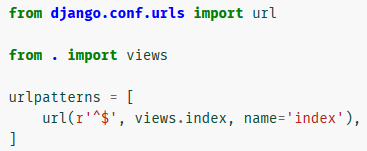 from django.conf.urls import url

from . import views

urlpatterns = [
    url(r'^$', views.index, name='index'),
]